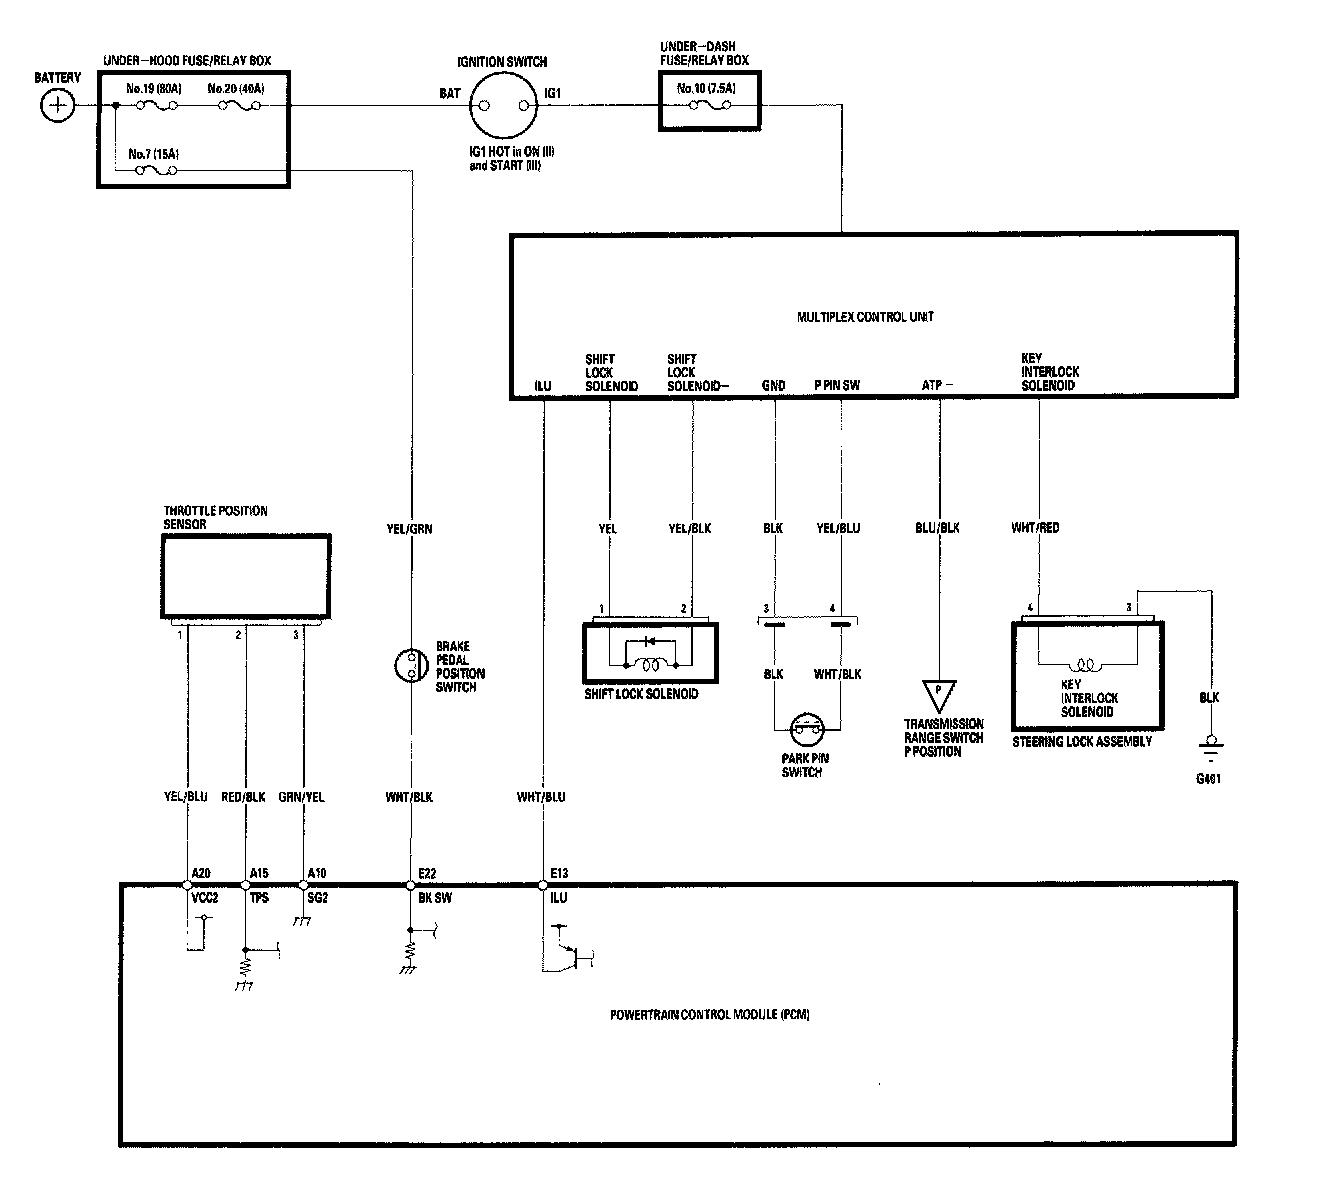 UNDER-DASH
FUSE/RELAY BOX
UNDER-HOOD FUSE/RELAY BOX
IGNITION SWITCH
BATTERY
No.19 (80A)
No.20 (40A)
BAT
IG1
No.10 (7.5A)
No.7 (15A)
IG1 HOT in ON (II)
and START (III)
MULTIPLEX CONTROL UNIT
ILU
SHIFT
LOCK
SOLENOID
SHIFT
LOCK
SOLENOID-
GND
P PIN SW
ATP -
KEY
INTERLOCK
SOLENOID
THROTTLE POSITION
SENSOR
YEL/GRN
YEL
YEL/BLK
BLK
YEL/BLU
BLU/BLK
WHT/RED
1
2
3
4
4
3
1
2
3
BRAKE
PEDAL
POSITION
SWITCH
SHIFT LOCK SOLENOID
BLK
WHT/BLK
P
KEY
INTERLOCK
SOLENOID
BLK
TRANSMISSION
RANGE SWITCH
P POSITION
STEERING LOCK ASSEMBLY
PARK PIN
SWITCH
G401
YEL/BLU
RED/BLK
GRN/YEL
WHT/BLK
WHT/BLU
A20
A15
A10
E22
E13
VCC2
TPS
SG2
BK SW
ILU
POWERTRAIN CONTROL MODULE (PCM)